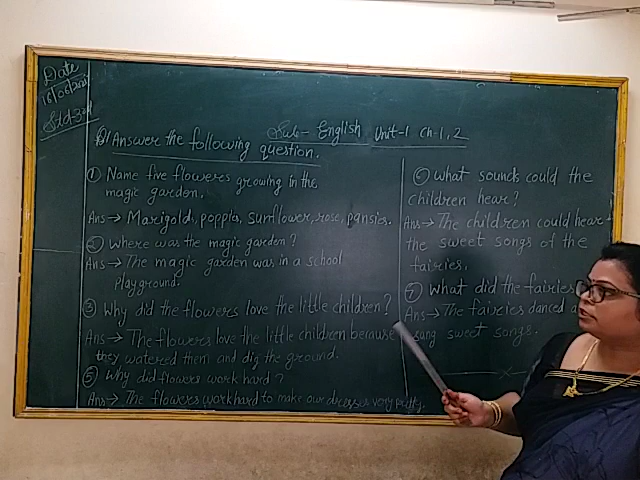 Date
16/06/2021
Std-3rd
Sub- English Unit-1 Ch-1,2
Q1 Answer the following
question.
① Name five flowers growing in the
magic garden.
Ans → Marigold, poppies, sunflower, rose, pansies.
② Where was the magic garden?
Ans → The magic garden was in a school
playground.
③ Why did the flowers love the little children?
Ans → The flowers love the little children because
they watered them and dig the ground.
⑤ Why did flowers work hard?
Ans → The flowers work hard to make our dresses very pretty.
⑥ what sounds could the
children hear?
Ans → The children could hear
the sweet songs of the
fairies.
⑦ What did the fairies
Ans → The fairies danced
sang sweet songs.